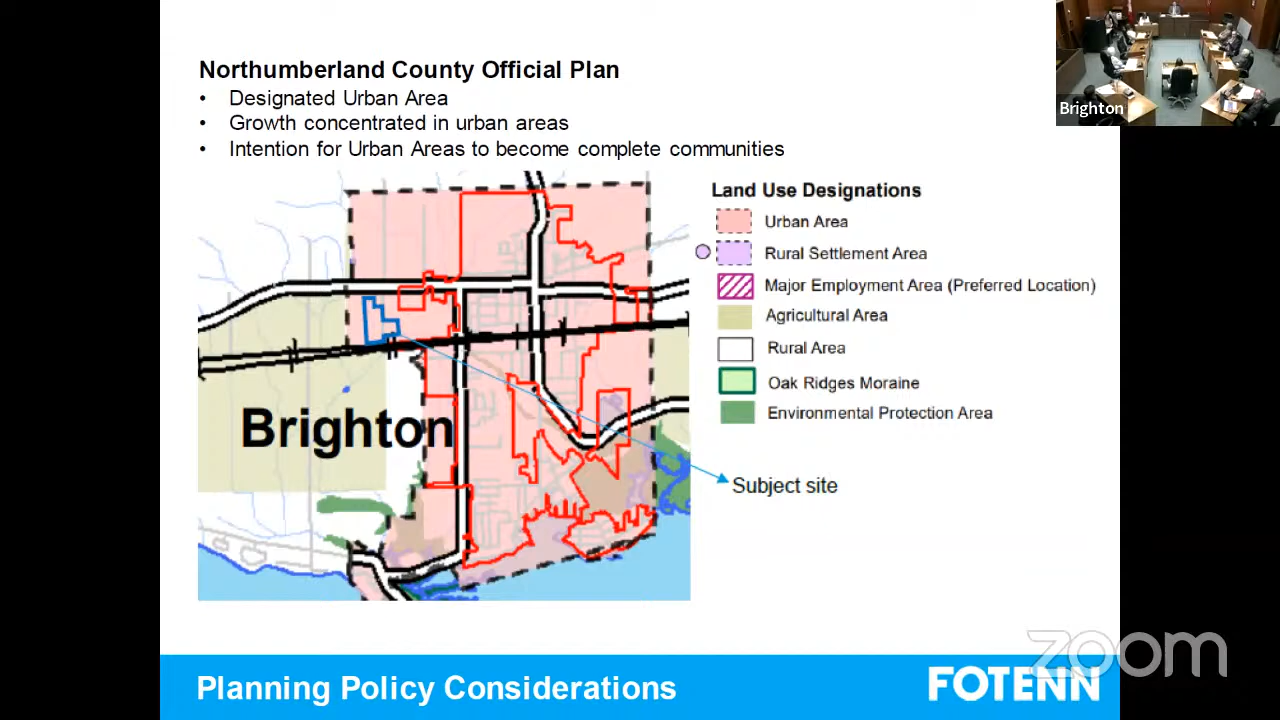 Northumberland County Official Plan
• Designated Urban Area
• Growth concentrated in urban areas
• Intention for Urban Areas to become complete communities
Brighton
Land Use Designations
Urban Area
Rural Settlement Area
Major Employment Area (Preferred Location)
Agricultural Area
Rural Area
Oak Ridges Moraine
Environmental Protection Area
Brighton
Subject site
zoom
Planning Policy Considerations
FOTENN